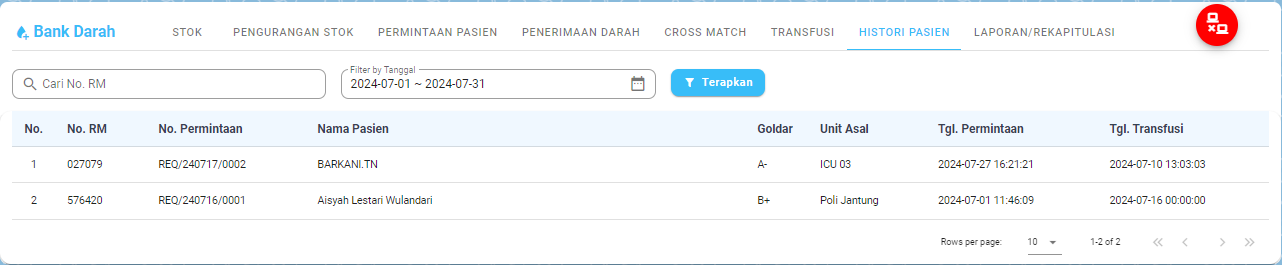 Bank Darah STOK PENGURANGAN STOK PERMINTAAN PASIEN PENERIMAAN DARAH CROSS MATCH TRANSFUSI HISTORI PASIEN LAPORAN/REKAPITULASI
Filter by Tanggal
Cari No. RM 2024-07-01 ~ 2024-07-31 Terapkan
No. No. RM No. Permintaan Nama Pasien Goldar Unit Asal Tgl. Permintaan Tgl. Transfusi
1 027079 REQ/240717/0002 BARKANI.TN A- ICU 03 2024-07-27 16:21:21 2024-07-10 13:03:03
2 576420 REQ/240716/0001 Aisyah Lestari Wulandari B+ Poli Jantung 2024-07-01 11:46:09 2024-07-16 00:00:00
Rows per page: 10 1-2 of 2